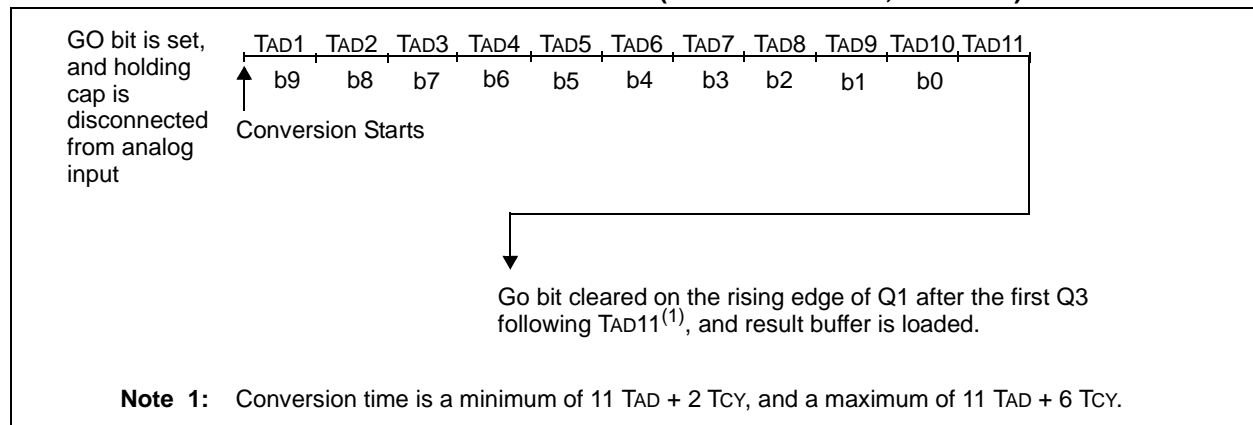 GO bit is set,
and holding
cap is
disconnected
from analog
input
TAD1 TAD2 TAD3 TAD4 TAD5 TAD6 TAD7 TAD8 TAD9 TAD10 TAD11
b9 b8 b7 b6 b5 b4 b3 b2 b1 b0
Conversion Starts
Go bit cleared on the rising edge of Q1 after the first Q3
following TAD11(1), and result buffer is loaded.
Note 1: Conversion time is a minimum of 11 TAD + 2 TCY, and a maximum of 11 TAD + 6 TCY.